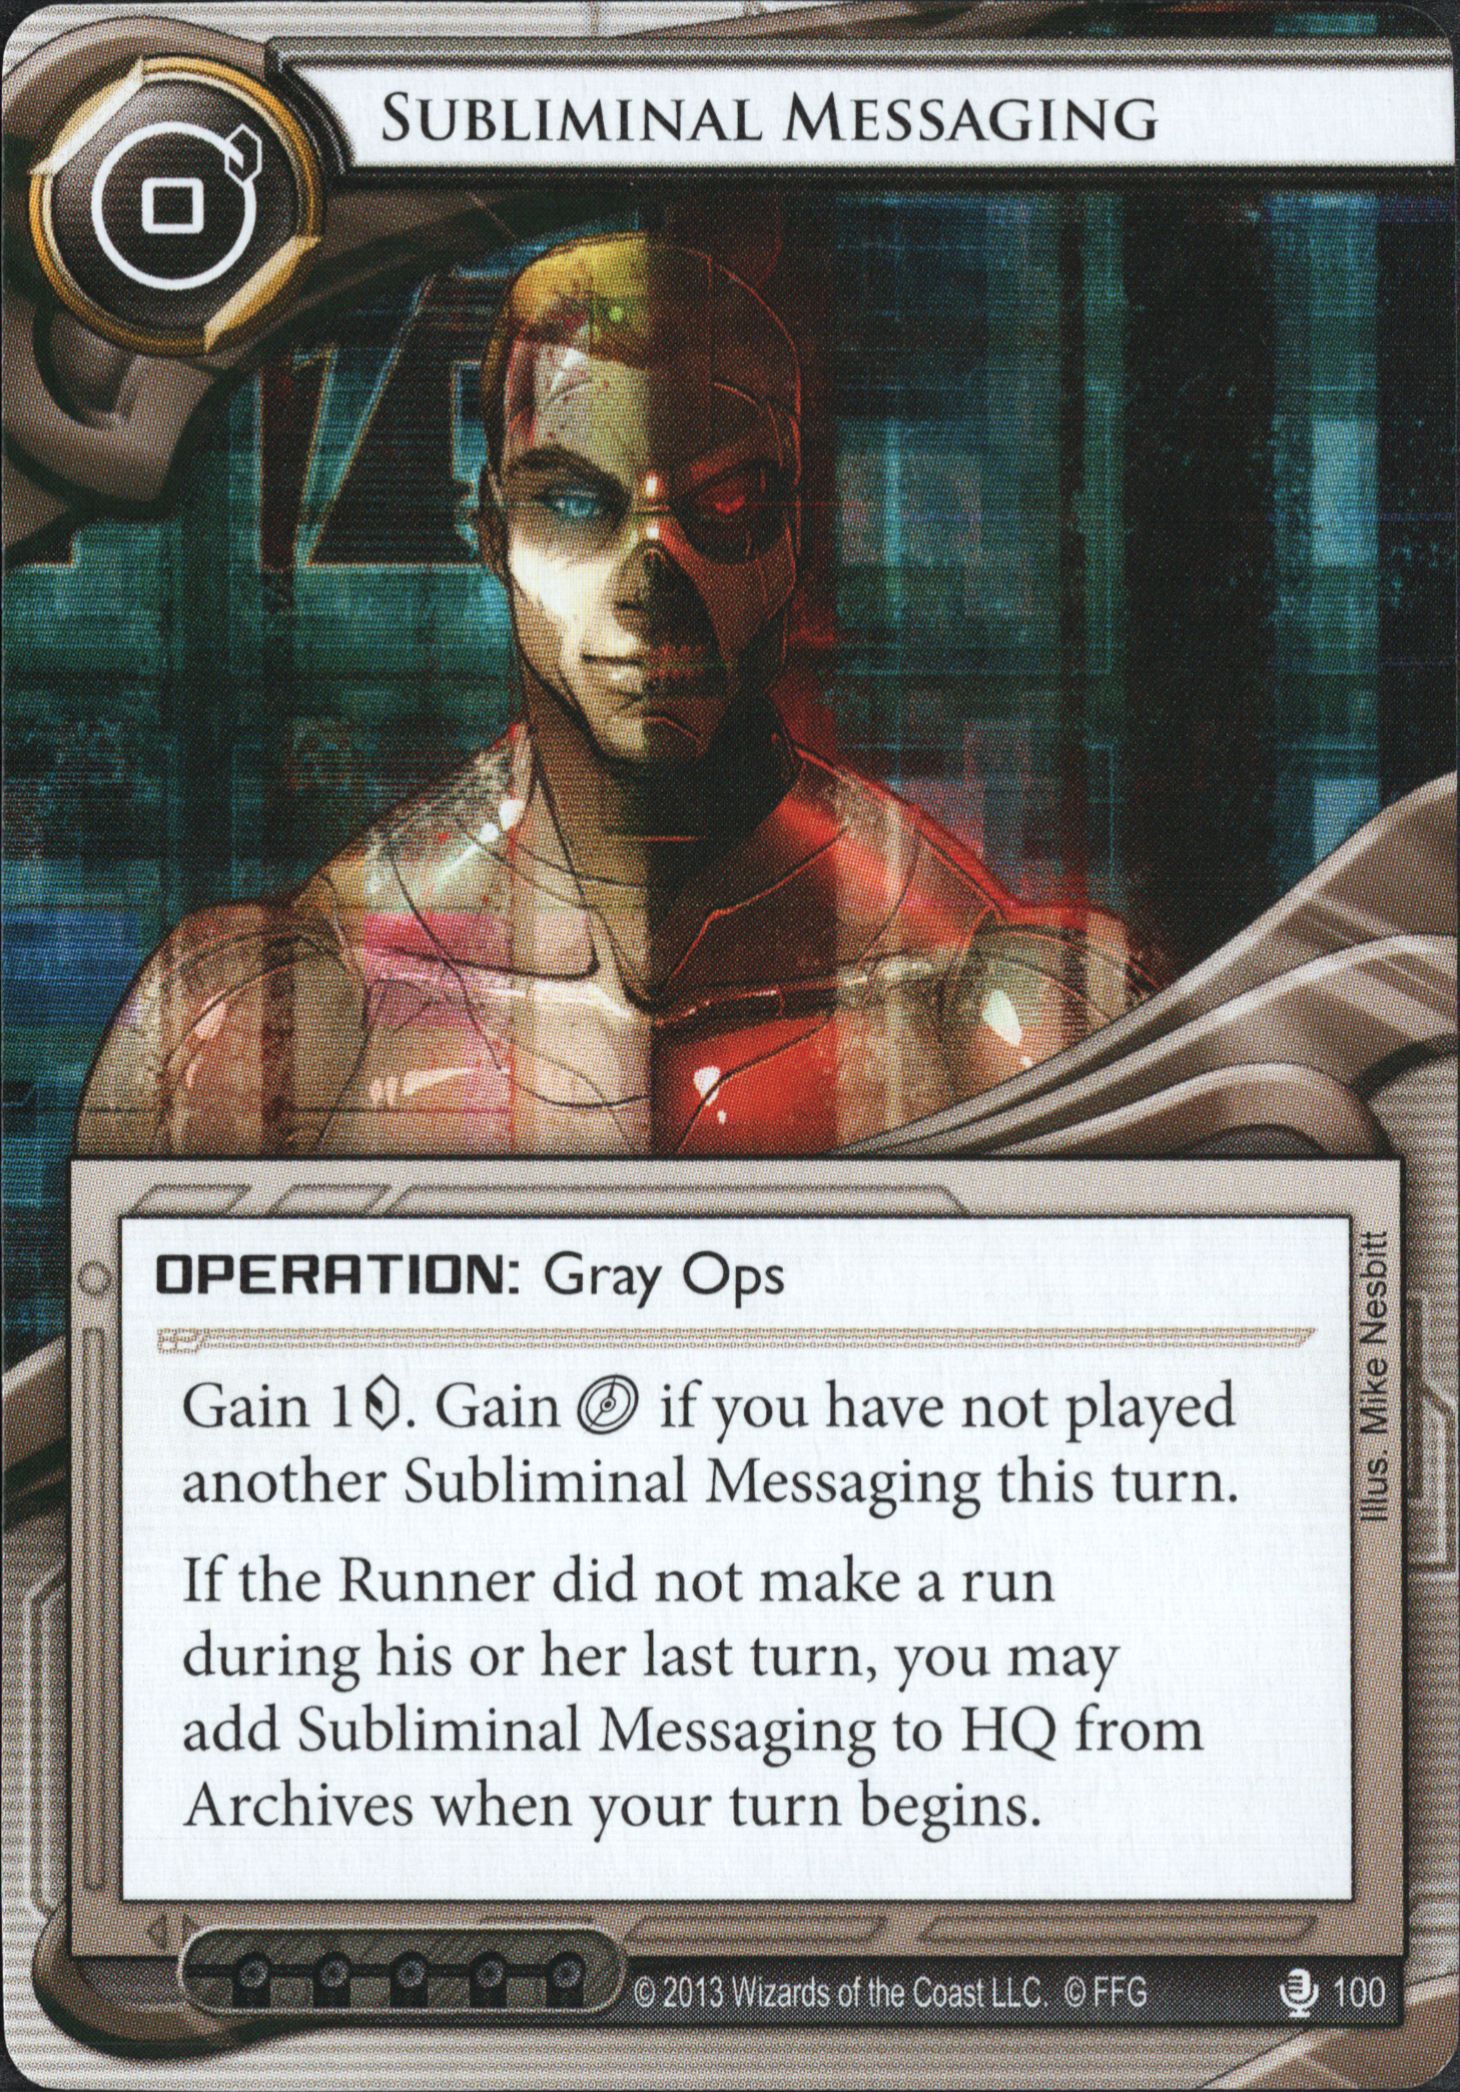 0
SUBLIMINAL MESSAGING
OPERATION: Gray Ops
Gain 1. Gain if you have not played
another Subliminal Messaging this turn.
If the Runner did not make a run
during his or her last turn, you may
add Subliminal Messaging to HQ from
Archives when your turn begins.
Illus. Mike Nesbitt
© 2013 Wizards of the Coast LLC. © FFG
100